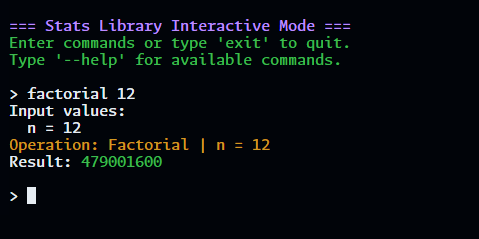 === Stats Library Interactive Mode ===
Enter commands or type 'exit' to quit.
Type '--help' for available commands.
> factorial 12
Input values:
  n = 12
Operation: Factorial | n = 12
Result: 479001600
>